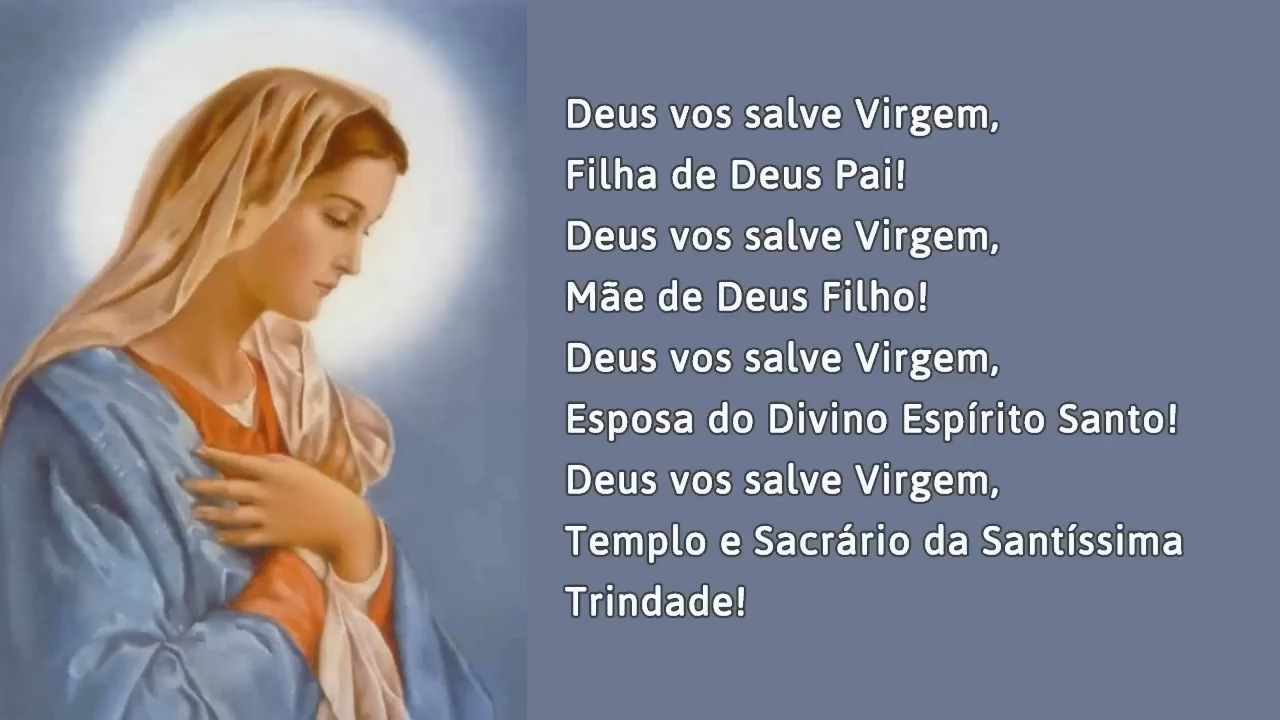 Deus vos salve Virgem,
Filha de Deus Pai!
Deus vos salve Virgem,
Mãe de Deus Filho!
Deus vos salve Virgem,
Esposa do Divino Espírito Santo!
Deus vos salve Virgem,
Templo e Sacrário da Santíssima
Trindade!